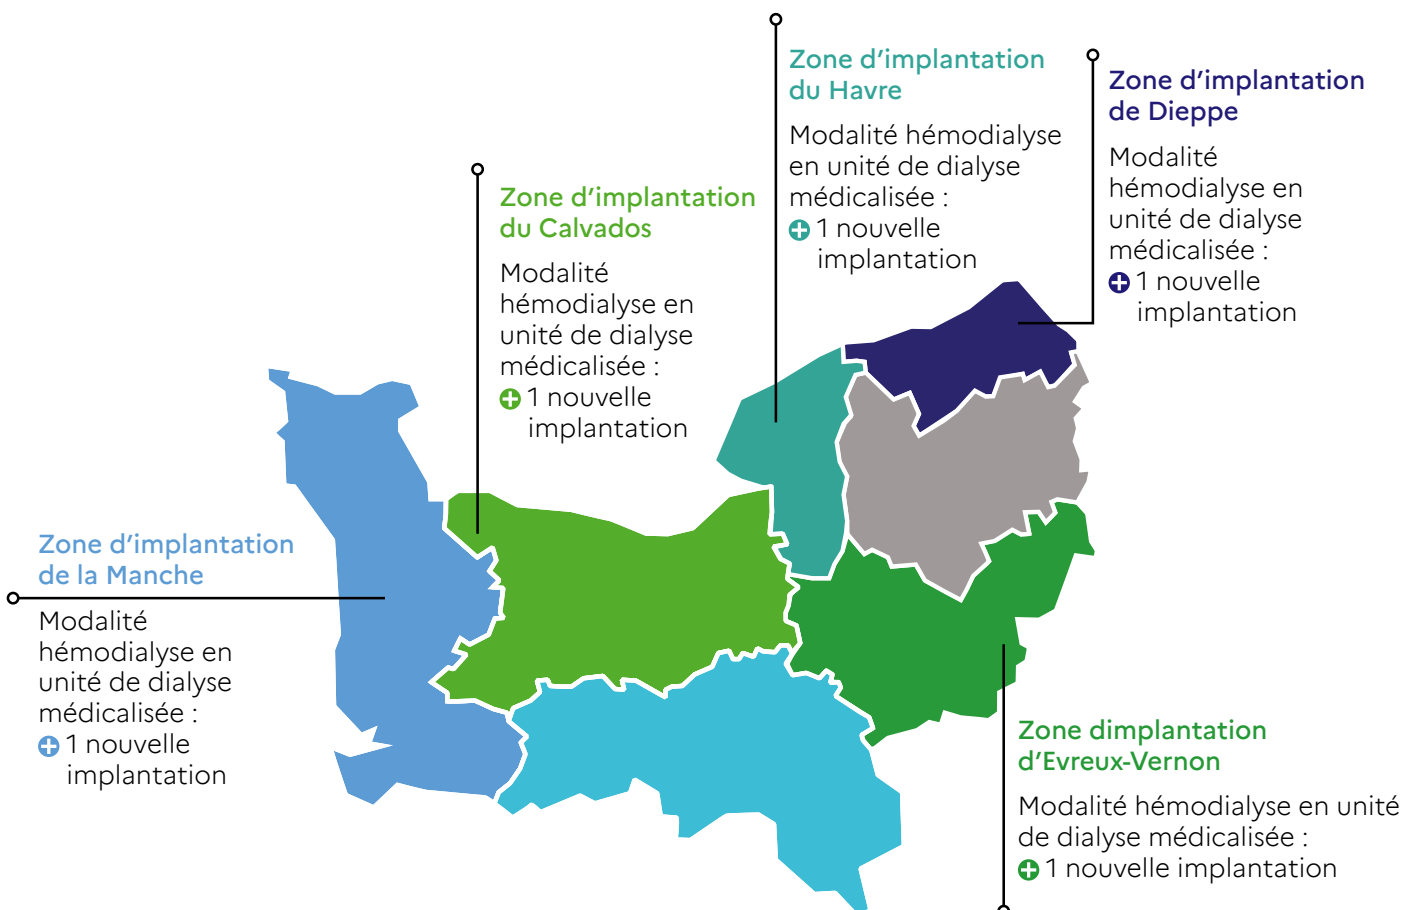 Zone d'implantation
du Havre
Modalité hémodialyse
en unité de dialyse
médicalisée :
+ 1 nouvelle
implantation
Zone d'implantation
de Dieppe
Modalité
hémodialyse en
unité de dialyse
médicalisée :
+ 1 nouvelle
implantation
Zone d'implantation
du Calvados
Modalité
hémodialyse en
unité de dialyse
médicalisée :
+ 1 nouvelle
implantation
Zone d'implantation
de la Manche
Modalité
hémodialyse en
unité de dialyse
médicalisée :
+ 1 nouvelle
implantation
Zone dimplantation
d'Evreux-Vernon
Modalité hémodialyse en unité
de dialyse médicalisée :
+ 1 nouvelle implantation